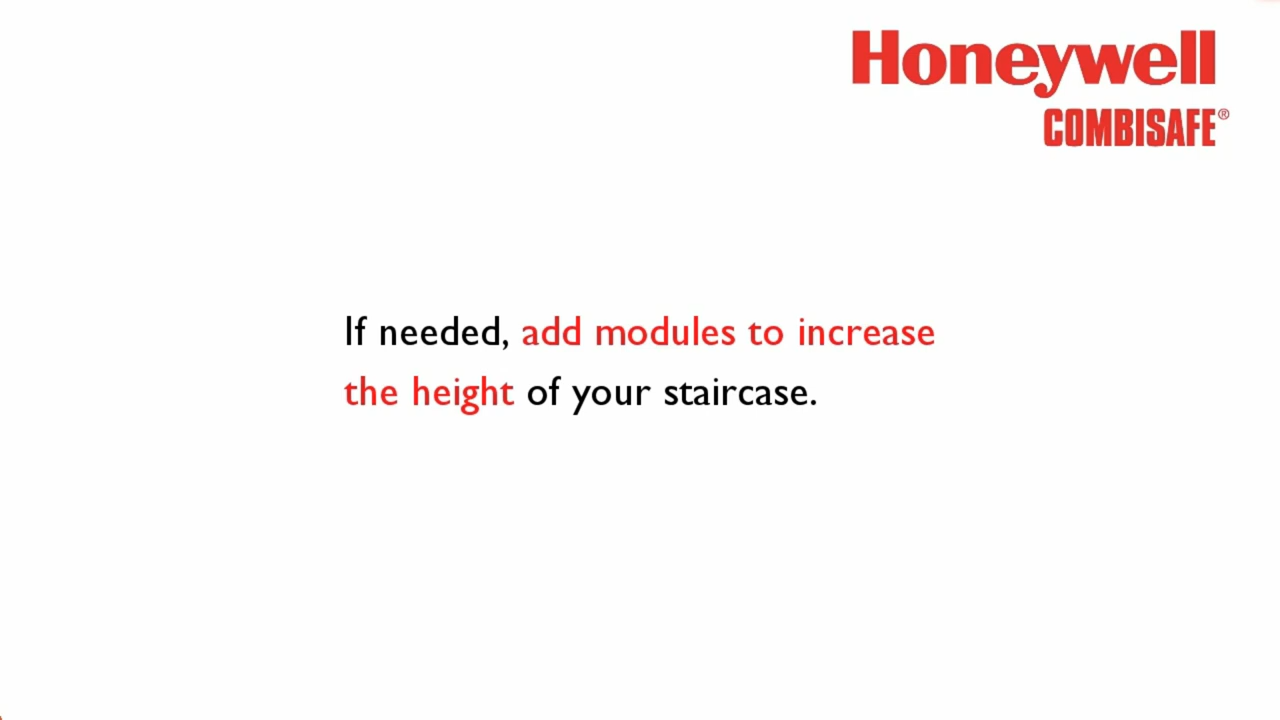 Honeywell
COMBISAFE®
If needed, add modules to increase
the height of your staircase.